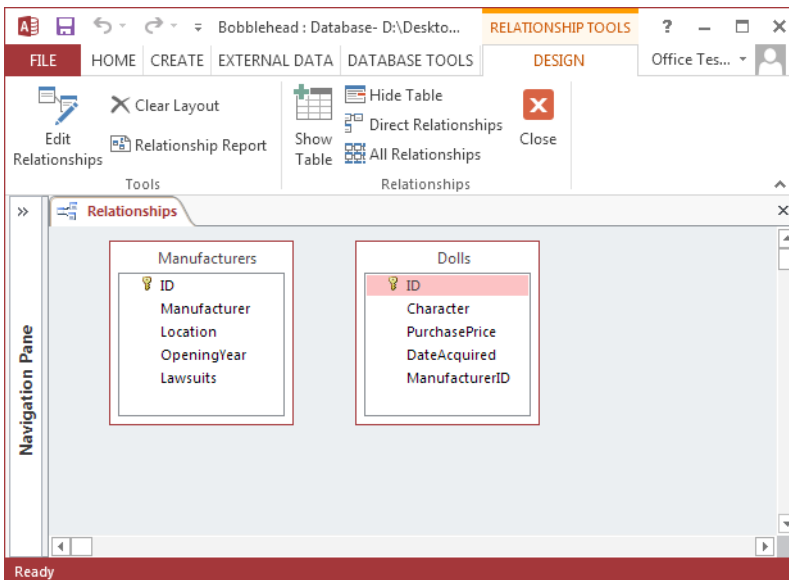 Bobblehead : Database- D:\Deskto... RELATIONSHIP TOOLS ?
FILE HOME CREATE EXTERNAL DATA DATABASE TOOLS DESIGN Office Tes...
Edit Relationships
Clear Layout
Relationship Report
Tools
Show Table
Hide Table
Direct Relationships
All Relationships
Relationships
Close
Relationships
Navigation Pane
Manufacturers
ID
Manufacturer
Location
OpeningYear
Lawsuits
Dolls
ID
Character
PurchasePrice
DateAcquired
ManufacturerID
Ready